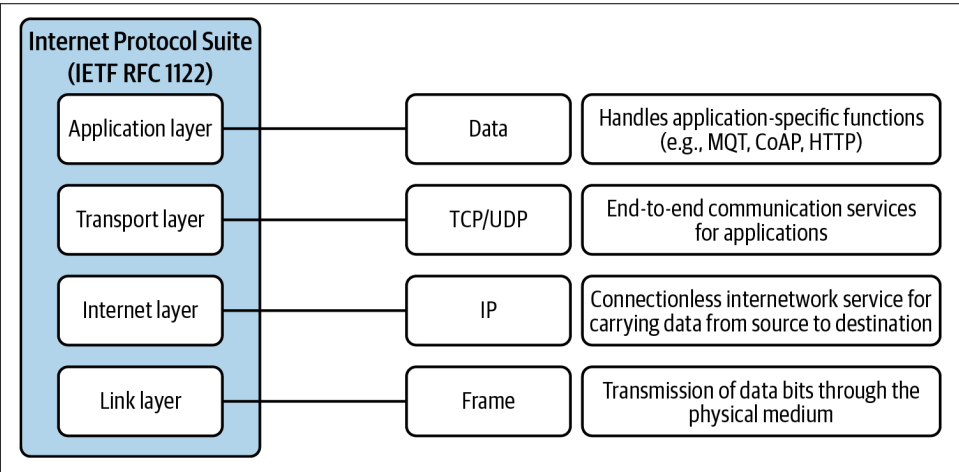 Internet Protocol Suite
(IETF RFC 1122)
Application layer
Data
Handles application-specific functions
(e.g., MQT, CoAP, HTTP)
Transport layer
TCP/UDP
End-to-end communication services
for applications
Internet layer
IP
Connectionless internetwork service for
carrying data from source to destination
Link layer
Frame
Transmission of data bits through the
physical medium